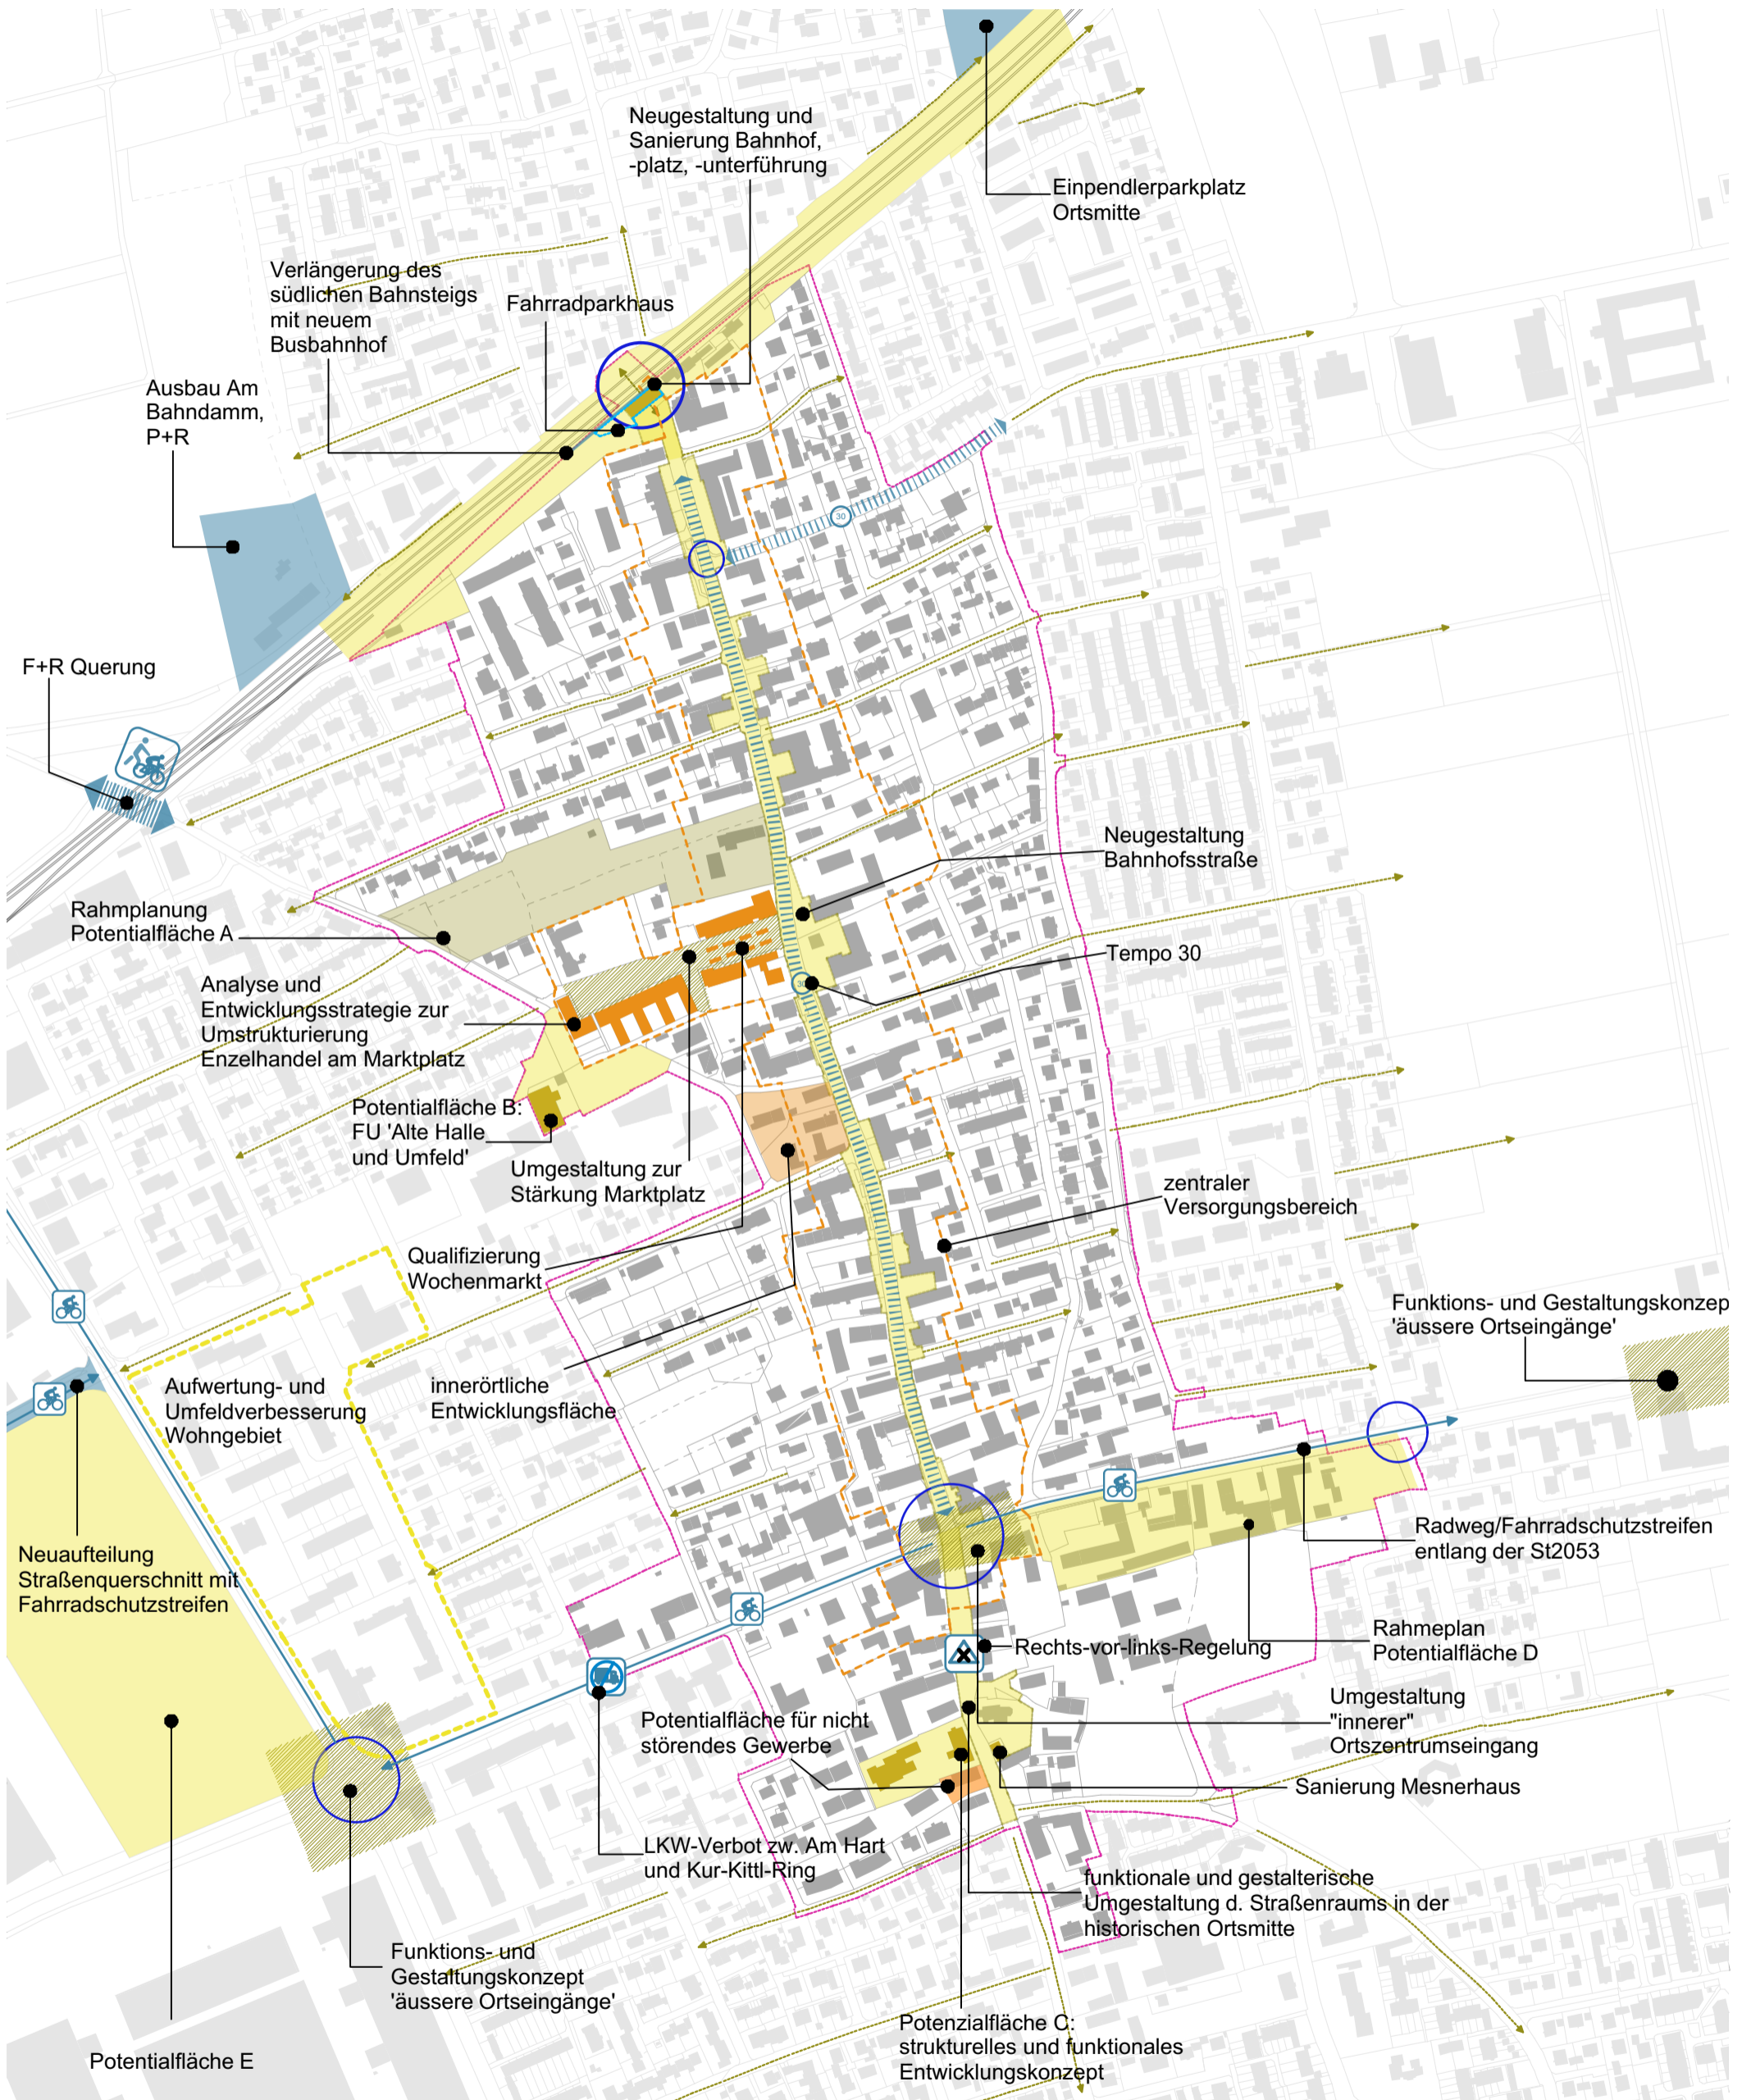 Neugestaltung und
Sanierung Bahnhof,
-platz, -unterführung
Einpendlerparkplatz
Ortsmitte
Verlängerung des
südlichen Bahnsteigs
mit neuem
Busbahnhof
Fahrradparkhaus
Ausbau Am
Bahndamm,
P+R
30
F+R Querung
Neugestaltung
Bahnhofsstraße
Rahmplanung
Potentialfläche A
Tempo 30
30
Analyse und
Entwicklungsstrategie zur
Umstrukturierung
Enzelhandel am Marktplatz
Potentialfläche B:
FU 'Alte Halle
und Umfeld'
Umgestaltung zur
Stärkung Marktplatz
zentraler
Versorgungsbereich
Qualifizierung
Wochenmarkt
Funktions- und Gestaltungskonzep
'äussere Ortseingänge'
Aufwertung- und
Umfeldverbesserung
Wohngebiet
innerörtliche
Entwicklungsfläche
Neuaufteilung
Straßenquerschnitt mit
Fahrradschutzstreifen
Radweg/Fahrradschutzstreifen
entlang der St2053
Rahmeplan
Potentialfläche D
Rechts-vor-links-Regelung
Umgestaltung
"innerer"
Ortszentrumseingang
Potentialfläche für nicht
störendes Gewerbe
Sanierung Mesnerhaus
LKW-Verbot zw. Am Hart
und Kur-Kittl-Ring
funktionale und gestalterische
Umgestaltung d. Straßenraums in der
historischen Ortsmitte
Funktions- und
Gestaltungskonzept
'äussere Ortseingänge'
Potenzialfläche C:
strukturelles und funktionales
Entwicklungskonzept
Potentialfläche E